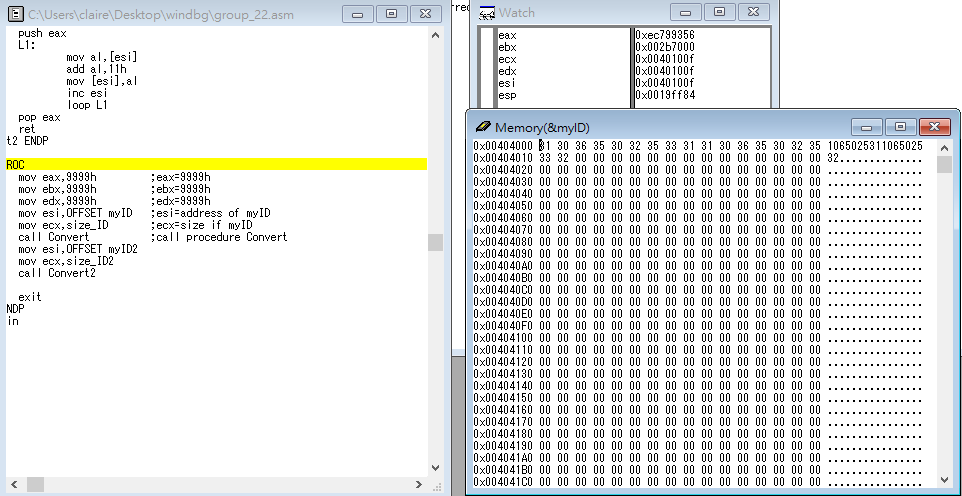 C:\Users\claire\Desktop\windbg\group_22.asm
push eax
L1:
mov al,[esi]
add al,11h
mov [esi],al
inc esi
loop L1
pop eax
ret
t2 ENDP
ROC
mov eax,9999h ;eax=9999h
mov ebx,9999h ;ebx=9999h
mov edx,9999h ;edx=9999h
mov esi,OFFSET myID ;esi=address of myID
mov ecx,size_ID ;ecx=size if myID
call Convert ;call procedure Convert
mov esi,OFFSET myID2
mov ecx,size_ID2
call Convert2
exit
NDP
in
Watch
eax 0xec799356
ebx 0x002b7000
ecx 0x0040100f
edx 0x0040100f
esi 0x0040100f
esp 0x0019ff84
Memory(&myID)
0x00404000 31 30 36 35 30 32 35 33 31 31 30 36 35 30 32 35 1065025311065025
0x00404010 33 32 00 00 00 00 00 00 00 00 00 00 00 00 00 00 32..............
0x00404020 00 00 00 00 00 00 00 00 00 00 00 00 00 00 00 00 ................
0x00404030 00 00 00 00 00 00 00 00 00 00 00 00 00 00 00 00 ................
0x00404040 00 00 00 00 00 00 00 00 00 00 00 00 00 00 00 00 ................
0x00404050 00 00 00 00 00 00 00 00 00 00 00 00 00 00 00 00 ................
0x00404060 00 00 00 00 00 00 00 00 00 00 00 00 00 00 00 00 ................
0x00404070 00 00 00 00 00 00 00 00 00 00 00 00 00 00 00 00 ................
0x00404080 00 00 00 00 00 00 00 00 00 00 00 00 00 00 00 00 ................
0x00404090 00 00 00 00 00 00 00 00 00 00 00 00 00 00 00 00 ................
0x004040A0 00 00 00 00 00 00 00 00 00 00 00 00 00 00 00 00 ................
0x004040B0 00 00 00 00 00 00 00 00 00 00 00 00 00 00 00 00 ................
0x004040C0 00 00 00 00 00 00 00 00 00 00 00 00 00 00 00 00 ................
0x004040D0 00 00 00 00 00 00 00 00 00 00 00 00 00 00 00 00 ................
0x004040E0 00 00 00 00 00 00 00 00 00 00 00 00 00 00 00 00 ................
0x004040F0 00 00 00 00 00 00 00 00 00 00 00 00 00 00 00 00 ................
0x00404100 00 00 00 00 00 00 00 00 00 00 00 00 00 00 00 00 ................
0x00404110 00 00 00 00 00 00 00 00 00 00 00 00 00 00 00 00 ................
0x00404120 00 00 00 00 00 00 00 00 00 00 00 00 00 00 00 00 ................
0x00404130 00 00 00 00 00 00 00 00 00 00 00 00 00 00 00 00 ................
0x00404140 00 00 00 00 00 00 00 00 00 00 00 00 00 00 00 00 ................
0x00404150 00 00 00 00 00 00 00 00 00 00 00 00 00 00 00 00 ................
0x00404160 00 00 00 00 00 00 00 00 00 00 00 00 00 00 00 00 ................
0x00404170 00 00 00 00 00 00 00 00 00 00 00 00 00 00 00 00 ................
0x00404180 00 00 00 00 00 00 00 00 00 00 00 00 00 00 00 00 ................
0x00404190 00 00 00 00 00 00 00 00 00 00 00 00 00 00 00 00 ................
0x004041A0 00 00 00 00 00 00 00 00 00 00 00 00 00 00 00 00 ................
0x004041B0 00 00 00 00 00 00 00 00 00 00 00 00 00 00 00 00 ................
0x004041C0 00 00 00 00 00 00 00 00 00 00 00 00 00 00 00 00 ................